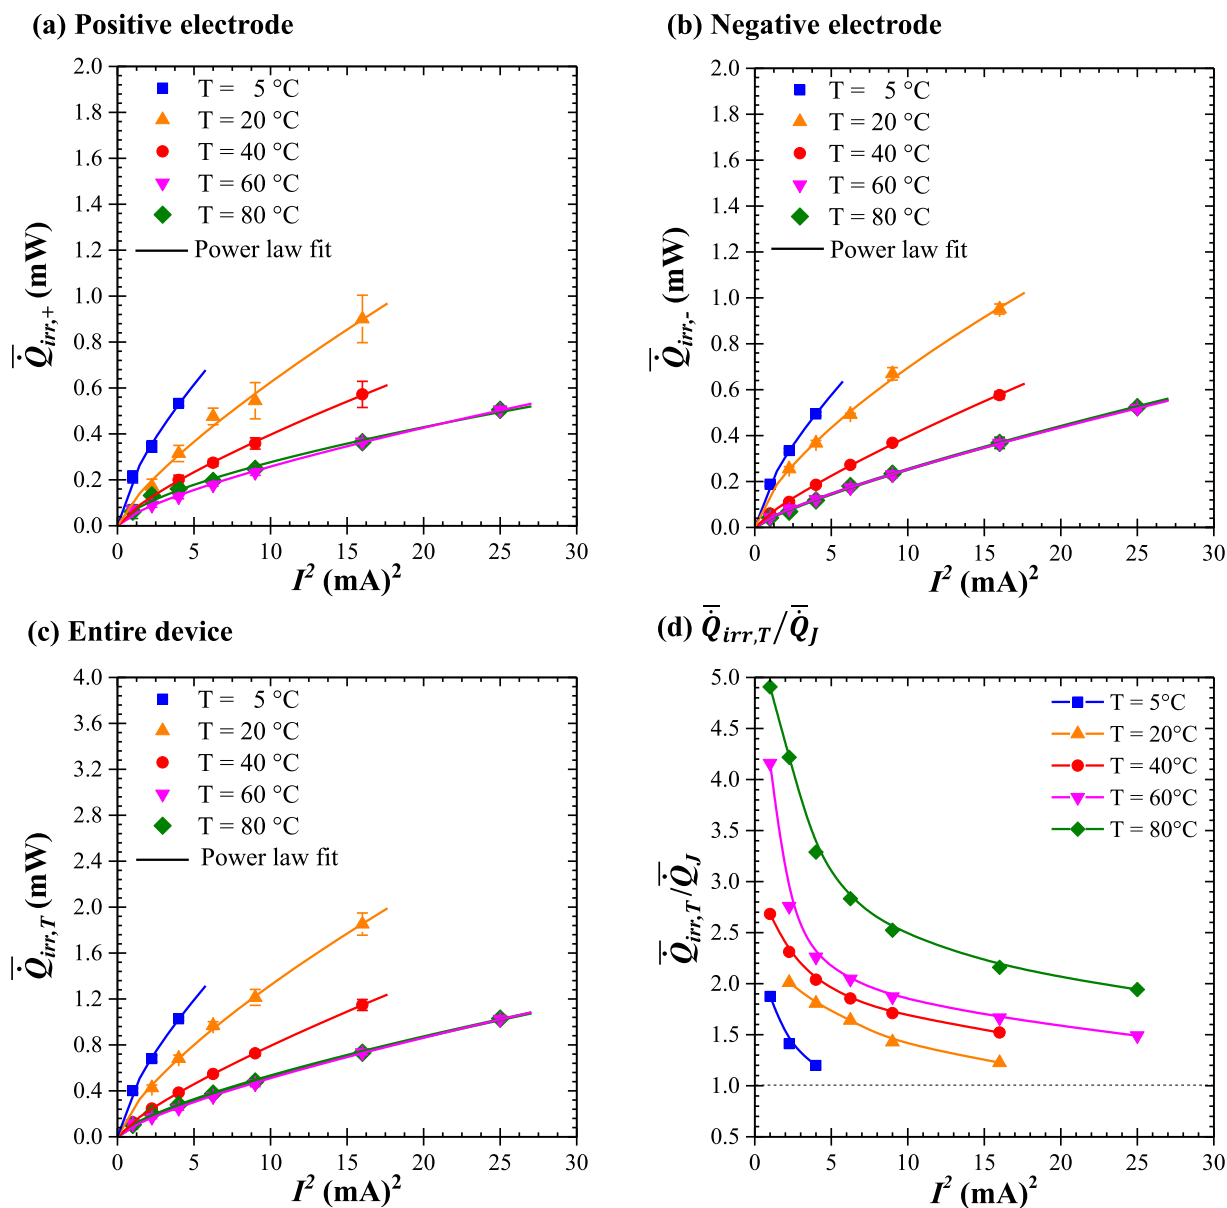 (a) Positive electrode
2.0
1.8
1.6
1.4
1.2
1.0
0.8
0.6
0.4
0.2
0.0
0 5 10 15 20 25 30
T = 5 °C
T = 20 °C
T = 40 °C
T = 60 °C
T = 80 °C
Power law fit
Q̇̅irr,+ (mW)
I² (mA)²
(b) Negative electrode
2.0
1.8
1.6
1.4
1.2
1.0
0.8
0.6
0.4
0.2
0.0
0 5 10 15 20 25 30
T = 5 °C
T = 20 °C
T = 40 °C
T = 60 °C
T = 80 °C
Power law fit
Q̇̅irr,- (mW)
I² (mA)²
(c) Entire device
4.0
3.6
3.2
2.8
2.4
2.0
1.6
1.2
0.8
0.4
0.0
0 5 10 15 20 25 30
T = 5 °C
T = 20 °C
T = 40 °C
T = 60 °C
T = 80 °C
Power law fit
Q̇̅irr,T (mW)
I² (mA)²
(d) Q̇̅irr,T/Q̇̅J
5.0
4.5
4.0
3.5
3.0
2.5
2.0
1.5
1.0
0.5
0 5 10 15 20 25 30
T = 5°C
T = 20°C
T = 40°C
T = 60°C
T = 80°C
Q̇̅irr,T/Q̇̅J
I² (mA)²